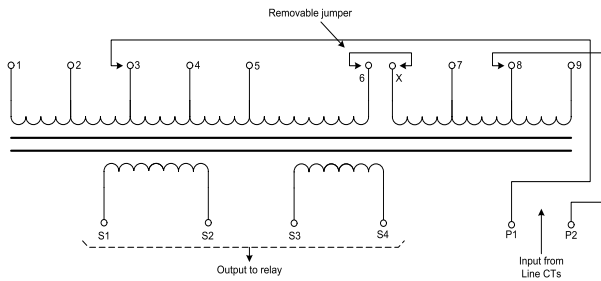 Removable jumper
1 2 3 4 5 6 X 7 8 9
S1 S2 S3 S4 P1 P2
Output to relay
Input from
Line CTs